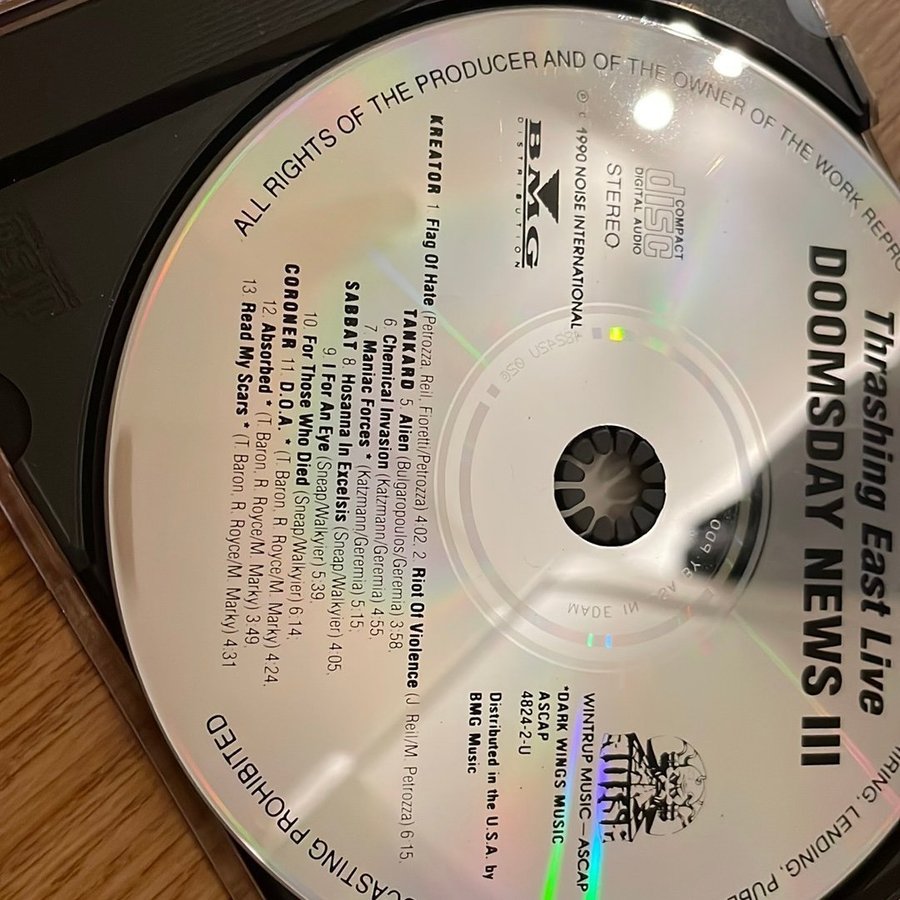 Thrashing East Live
DOOMSDAY NEWS III
COMPACT
disc
DIGITAL AUDIO
STEREO
℗ © 1990 NOISE INTERNATIONAL
BMG
DISTRIBUTION
WINTRUP MUSIC—ASCAP
*DARK WINGS MUSIC
ASCAP
4824-2-U
Distributed in the U.S.A. by
BMG Music
KREATOR 1. Flag Of Hate (Petrozza, Reil, Fioretti/Petrozza) 4:02, 2. Riot Of Violence (J. Reil/M. Petrozza) 6:15,
TANKARD 5. Alien (Bulgaropoulos/Geremia) 3:58,
6. Chemical Invasion (Katzmann/Geremia) 4:55,
7. Maniac Forces * (Katzmann/Geremia) 5:15;
SABBAT 8. Hosanna In Excelsis (Sneap/Walkyier) 4:05,
9. I For An Eye (Sneap/Walkyier) 5:39,
10. For Those Who Died (Sneap/Walkyier) 6:14;
CORONER 11. D.O.A. * (T. Baron, R. Royce/M. Marky) 4:24,
12. Absorbed * (T. Baron, R. Royce/M. Marky) 3:49,
13. Read My Scars * (T. Baron, R. Royce/M. Marky) 4:31
ALL RIGHTS OF THE PRODUCER AND OF THE OWNER OF THE WORK
LENDING, 
PROHIBITED
MADE IN